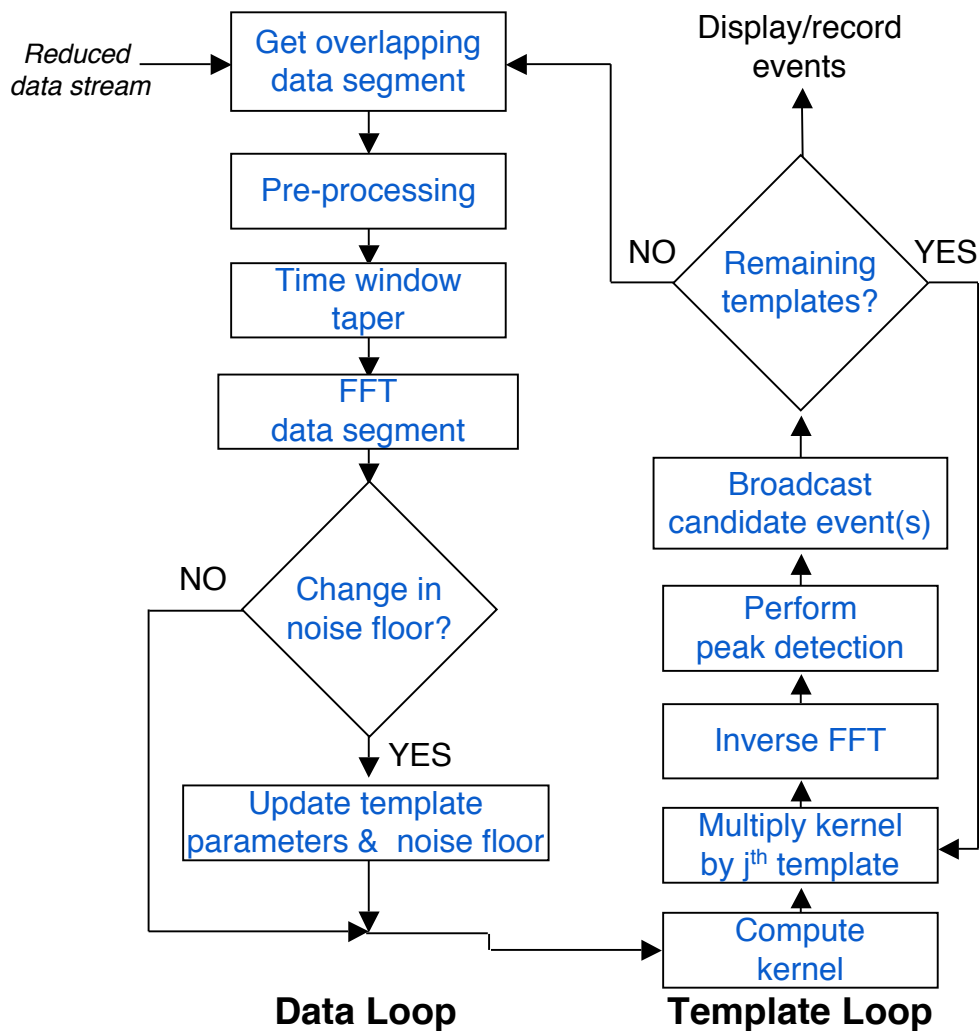 Reduced
data stream
Get overlapping
data segment
Pre-processing
Time window
taper
FFT
data segment
NO
Change in
noise floor?
YES
Update template
parameters & noise floor
Data Loop
Display/record
events
NO
YES
Remaining
templates?
Broadcast
candidate event(s)
Perform
peak detection
Inverse FFT
Multiply kernel
by jth template
Compute
kernel
Template Loop